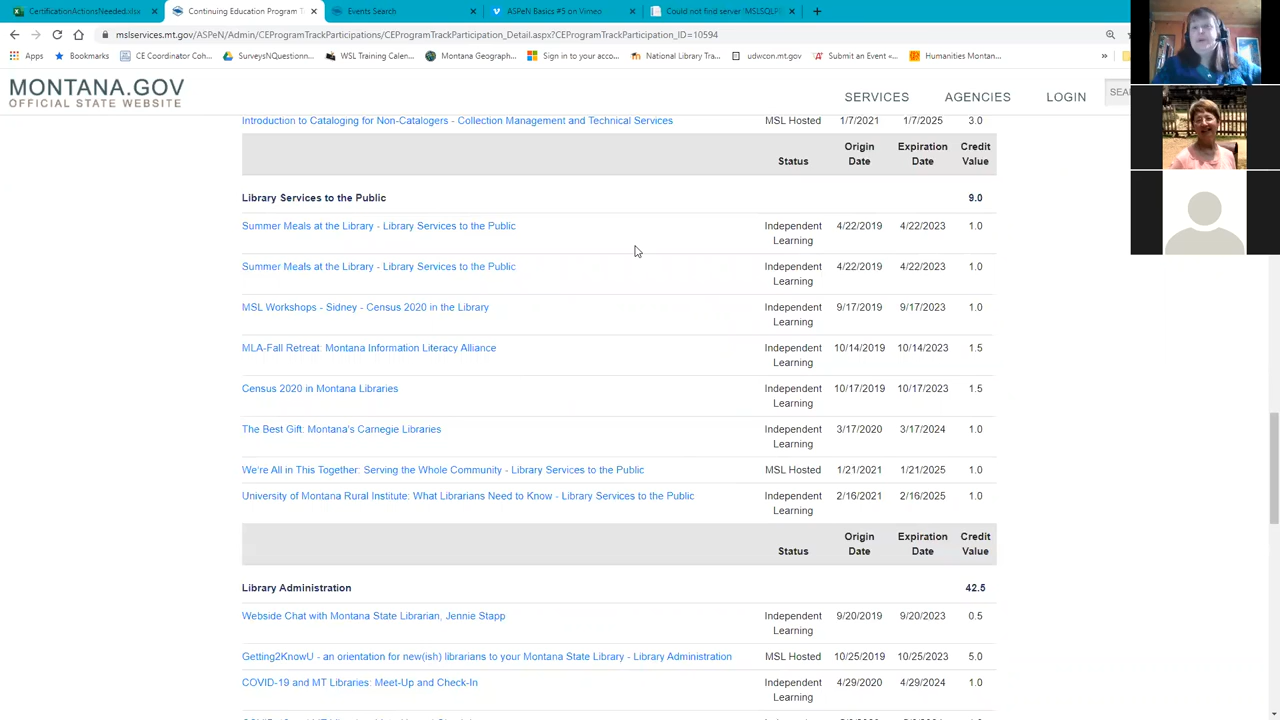 CertificationActionsNeeded.xlsx
Continuing Education Program T
Events Search
ASPeN Basics #5 on Vimeo
Could not find server 'MSLSQLP
mslservices.mt.gov/ASPeN/Admin/CEProgramTrackParticipations/CEProgramTrackParticipation_Detail.aspx?CEProgramTrackParticipation_ID=10594
Apps Bookmarks CE Coordinator Coh... SurveysNQuestionn... WSL Training Calen... Montana Geograph... Sign in to your acco... National Library Tra... udwcon.mt.gov Submit an Event «... Humanities Montan... »
MONTANA.GOV
OFFICIAL STATE WEBSITE
SERVICES AGENCIES LOGIN SEA
Introduction to Cataloging for Non-Catalogers - Collection Management and Technical Services MSL Hosted 1/7/2021 1/7/2025 3.0
Status Origin Date Expiration Date Credit Value
Library Services to the Public 9.0
Summer Meals at the Library - Library Services to the Public Independent Learning 4/22/2019 4/22/2023 1.0
Summer Meals at the Library - Library Services to the Public Independent Learning 4/22/2019 4/22/2023 1.0
MSL Workshops - Sidney - Census 2020 in the Library Independent Learning 9/17/2019 9/17/2023 1.0
MLA-Fall Retreat: Montana Information Literacy Alliance Independent Learning 10/14/2019 10/14/2023 1.5
Census 2020 in Montana Libraries Independent Learning 10/17/2019 10/17/2023 1.5
The Best Gift: Montana's Carnegie Libraries Independent Learning 3/17/2020 3/17/2024 1.0
We're All in This Together: Serving the Whole Community - Library Services to the Public MSL Hosted 1/21/2021 1/21/2025 1.0
University of Montana Rural Institute: What Librarians Need to Know - Library Services to the Public Independent Learning 2/16/2021 2/16/2025 1.0
Status Origin Date Expiration Date Credit Value
Library Administration 42.5
Webside Chat with Montana State Librarian, Jennie Stapp Independent Learning 9/20/2019 9/20/2023 0.5
Getting2KnowU - an orientation for new(ish) librarians to your Montana State Library - Library Administration MSL Hosted 10/25/2019 10/25/2023 5.0
COVID-19 and MT Libraries: Meet-Up and Check-In Independent Learning 4/29/2020 4/29/2024 1.0